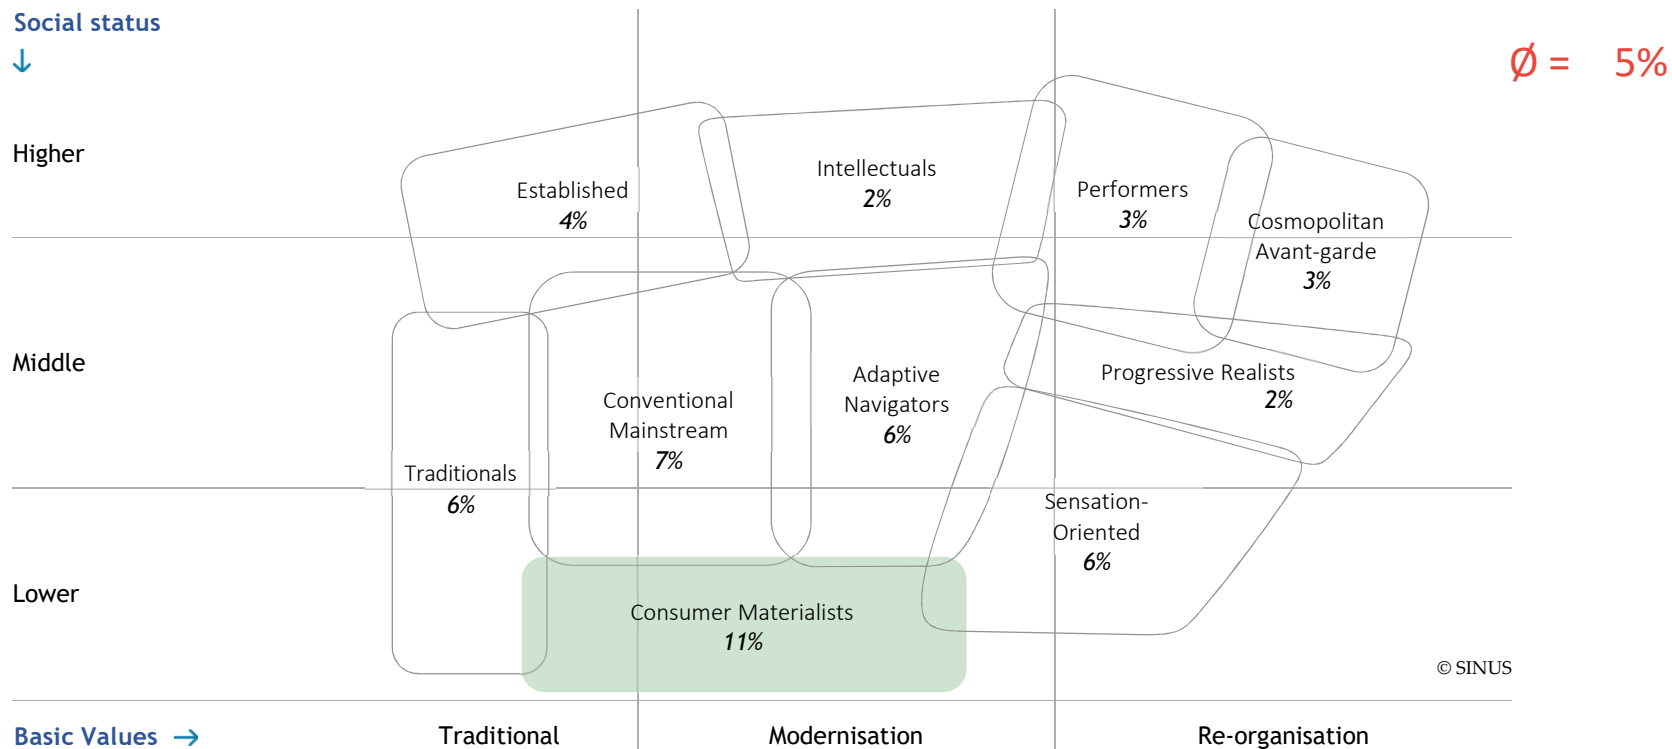 Social status
↓
Ø = 5%
Higher
Established
4%
Intellectuals
2%
Performers
3%
Cosmopolitan
Avant-garde
3%
Middle
Traditionals
6%
Conventional
Mainstream
7%
Adaptive
Navigators
6%
Progressive Realists
2%
Sensation-
Oriented
6%
Lower
Consumer Materialists
11%
© SINUS
Basic Values →
Traditional
Modernisation
Re-organisation